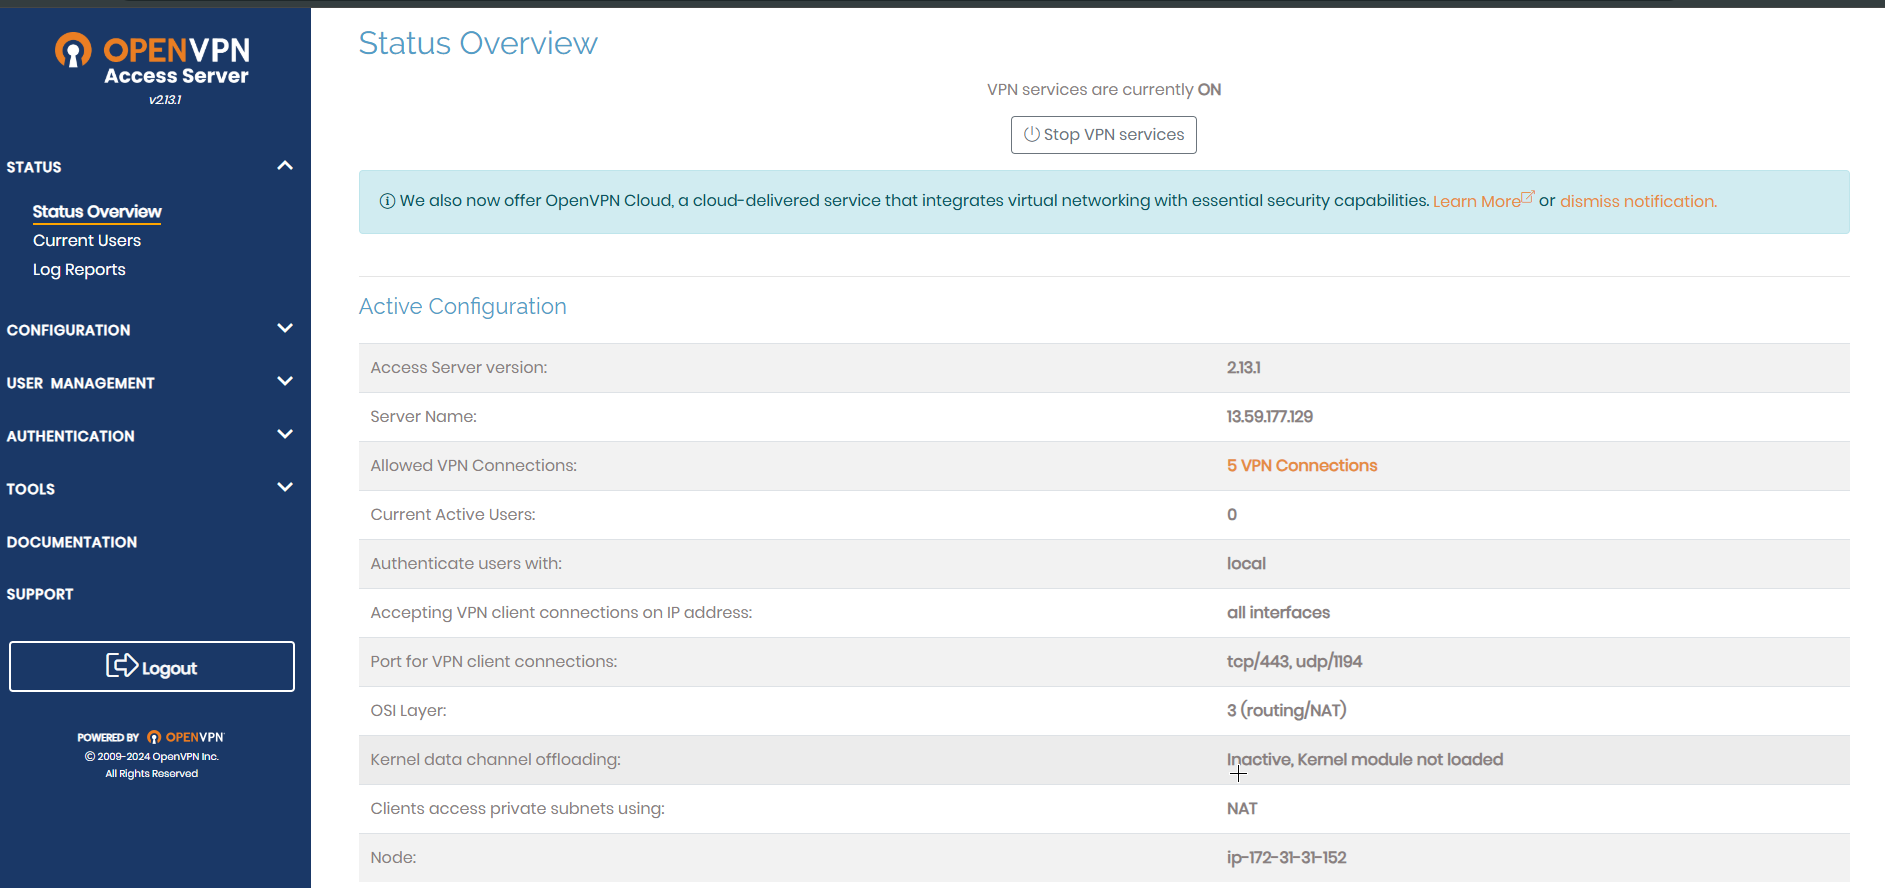 OPENVPN
Access Server
v2.13.1
STATUS
Status Overview
Current Users
Log Reports
CONFIGURATION
USER MANAGEMENT
AUTHENTICATION
TOOLS
DOCUMENTATION
SUPPORT
Logout
POWERED BY OPENVPN
© 2009-2024 OpenVPN Inc.
All Rights Reserved
Status Overview
VPN services are currently ON
Stop VPN services
We also now offer OpenVPN Cloud, a cloud-delivered service that integrates virtual networking with essential security capabilities. Learn More or dismiss notification.
Active Configuration
Access Server version: 2.13.1
Server Name: 13.59.177.129
Allowed VPN Connections: 5 VPN Connections
Current Active Users: 0
Authenticate users with: local
Accepting VPN client connections on IP address: all interfaces
Port for VPN client connections: tcp/443, udp/1194
OSI Layer: 3 (routing/NAT)
Kernel data channel offloading: Inactive, Kernel module not loaded
Clients access private subnets using: NAT
Node: ip-172-31-31-152